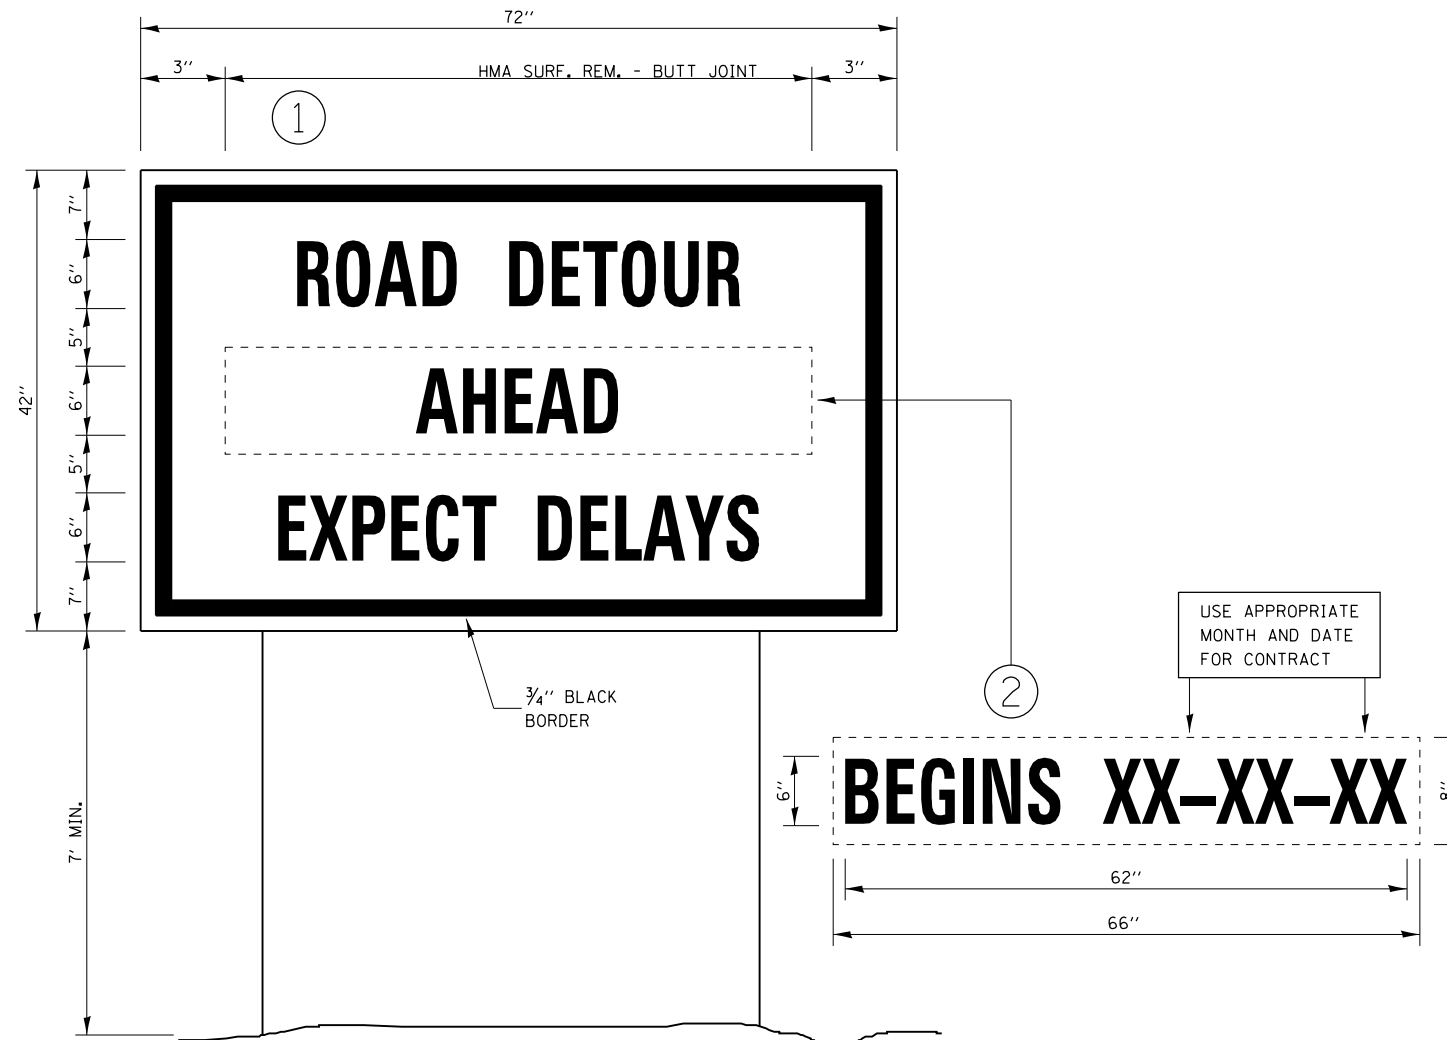 72''
3''
HMA SURF. REM. - BUTT JOINT
3''
1
7''
6''
5''
6''
5''
6''
7''
42''
ROAD DETOUR
AHEAD
EXPECT DELAYS
3/4'' BLACK
BORDER
7' MIN.
2
USE APPROPRIATE
MONTH AND DATE
FOR CONTRACT
6''
BEGINS XX-XX-XX
8''
62''
66''